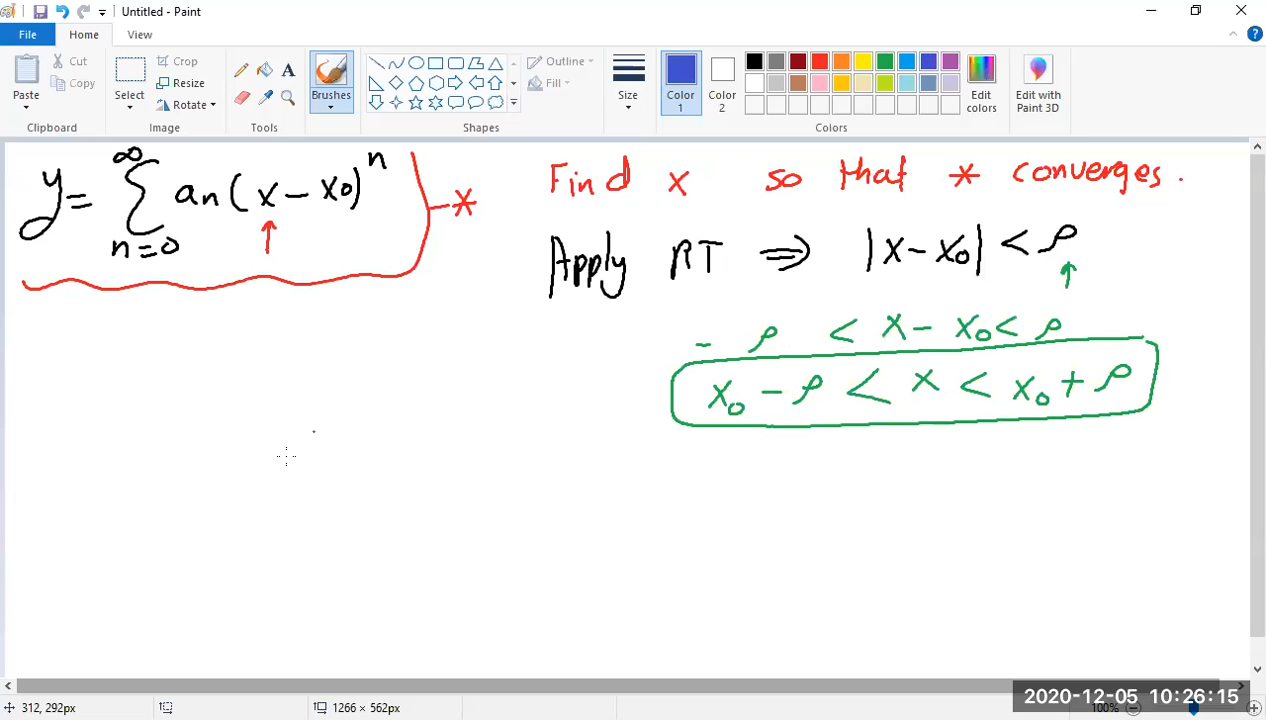 Untitled - Paint
File Home View
Paste Cut Copy
Clipboard
Select Crop Resize Rotate
Image
Tools
Brushes
Outline Fill
Shapes
Size
Color 1 Color 2 Edit colors
Colors
Edit with Paint 3D
y = ∞ Σ n=0 an(x - x0)^n *
Find x so that * converges.
Apply RT ⇒ |x - x0| < ρ
↑
- ρ < x - x0 < ρ
x0 - ρ < x < x0 + ρ
312, 292px 1266 × 562px 100%
2020-12-05 10:26:15